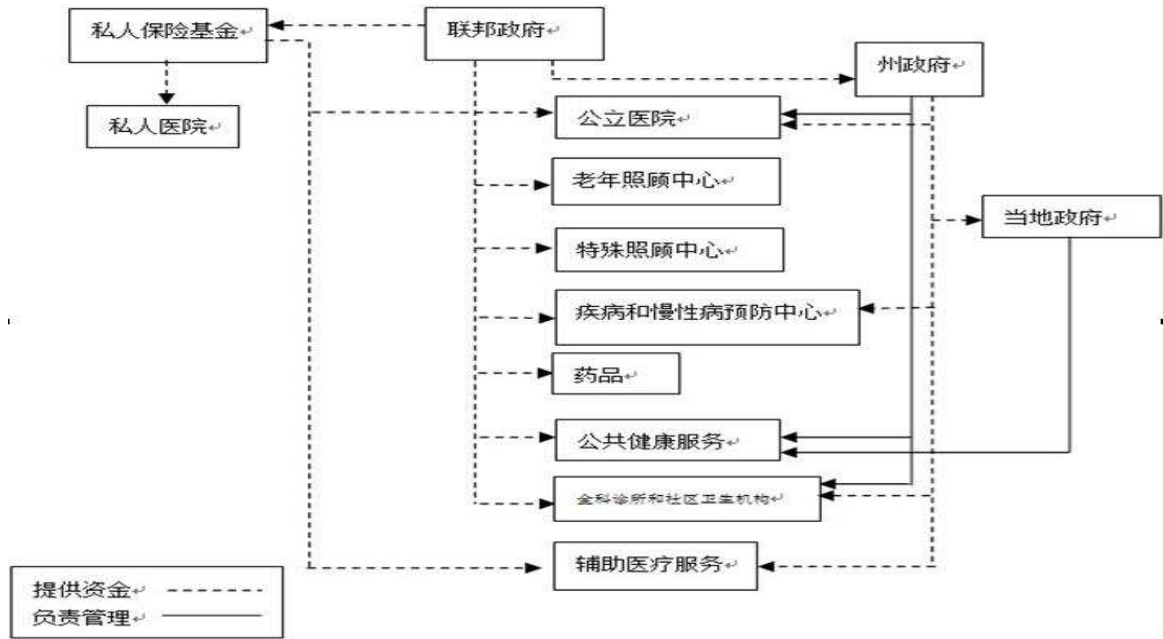 私人保险基金
联邦政府
州政府
私人医院
公立医院
老年照顾中心
当地政府
特殊照顾中心
疾病和慢性病预防中心
药品
公共健康服务
全科诊所和社区卫生机构
辅助医疗服务
提供资金
负责管理